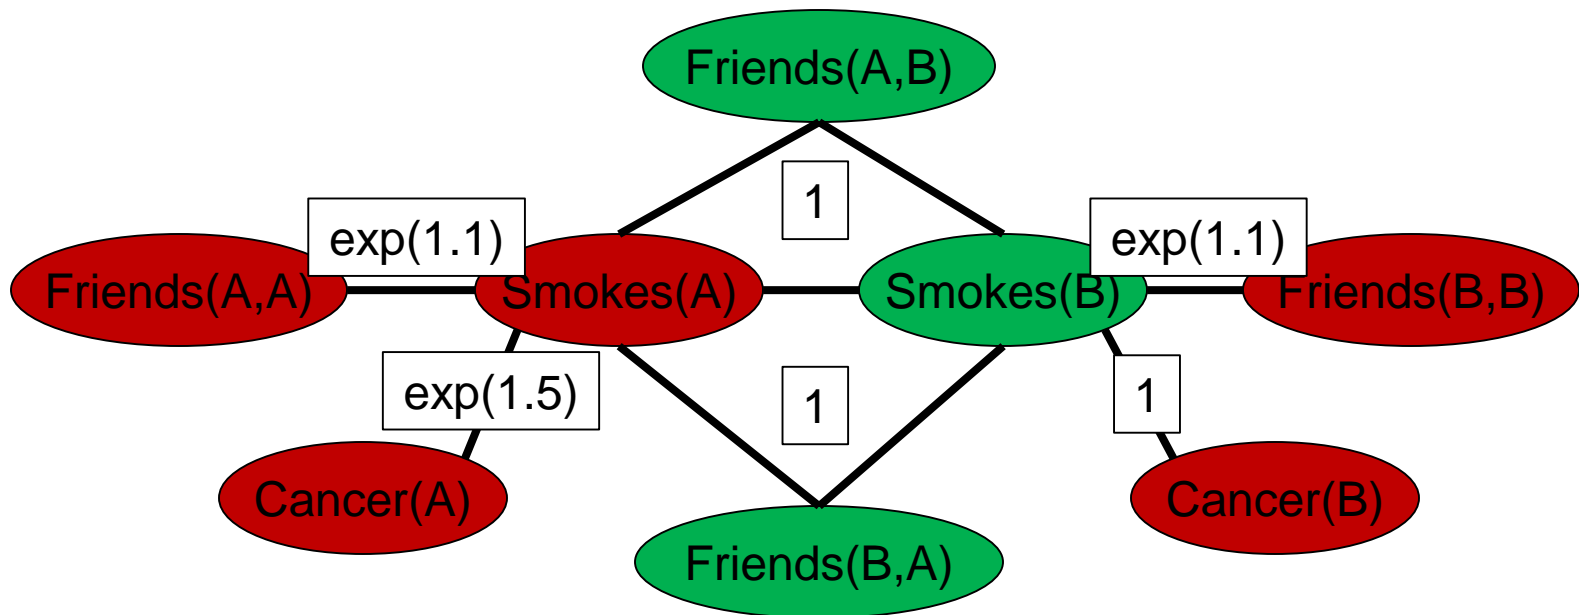 Friends(A,B)
1
exp(1.1)
exp(1.1)
Friends(A,A)
Smokes(A)
Smokes(B)
Friends(B,B)
exp(1.5)
1
1
Cancer(A)
Cancer(B)
Friends(B,A)